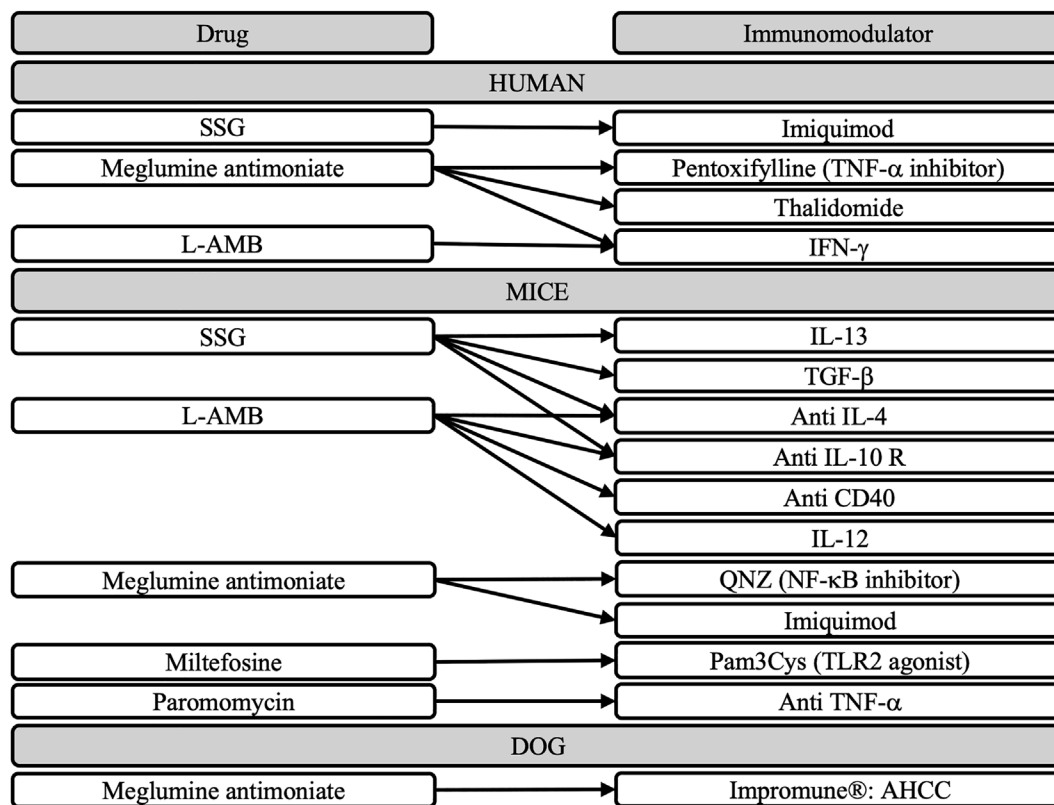 Drug
Immunomodulator
HUMAN
SSG
Imiquimod
Meglumine antimoniate
Pentoxifylline (TNF-α inhibitor)
Thalidomide
L-AMB
IFN-γ
MICE
SSG
IL-13
TGF-β
L-AMB
Anti IL-4
Anti IL-10 R
Anti CD40
IL-12
Meglumine antimoniate
QNZ (NF-κB inhibitor)
Imiquimod
Miltefosine
Pam3Cys (TLR2 agonist)
Paromomycin
Anti TNF-α
DOG
Meglumine antimoniate
Impromune®: AHCC